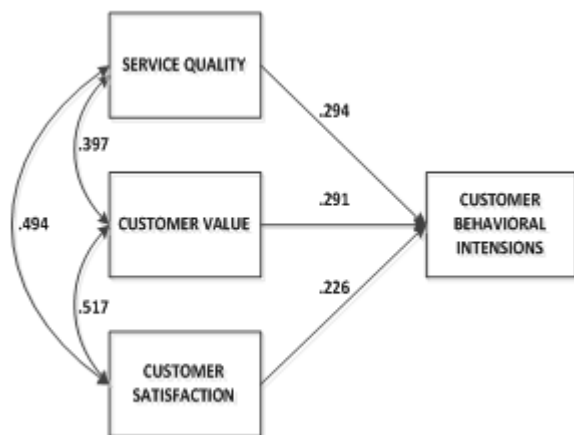 SERVICE QUALITY
.294
.397
CUSTOMER VALUE
.291
CUSTOMER
BEHAVIORAL
INTENSIONS
.494
.517
.226
CUSTOMER
SATISFACTION